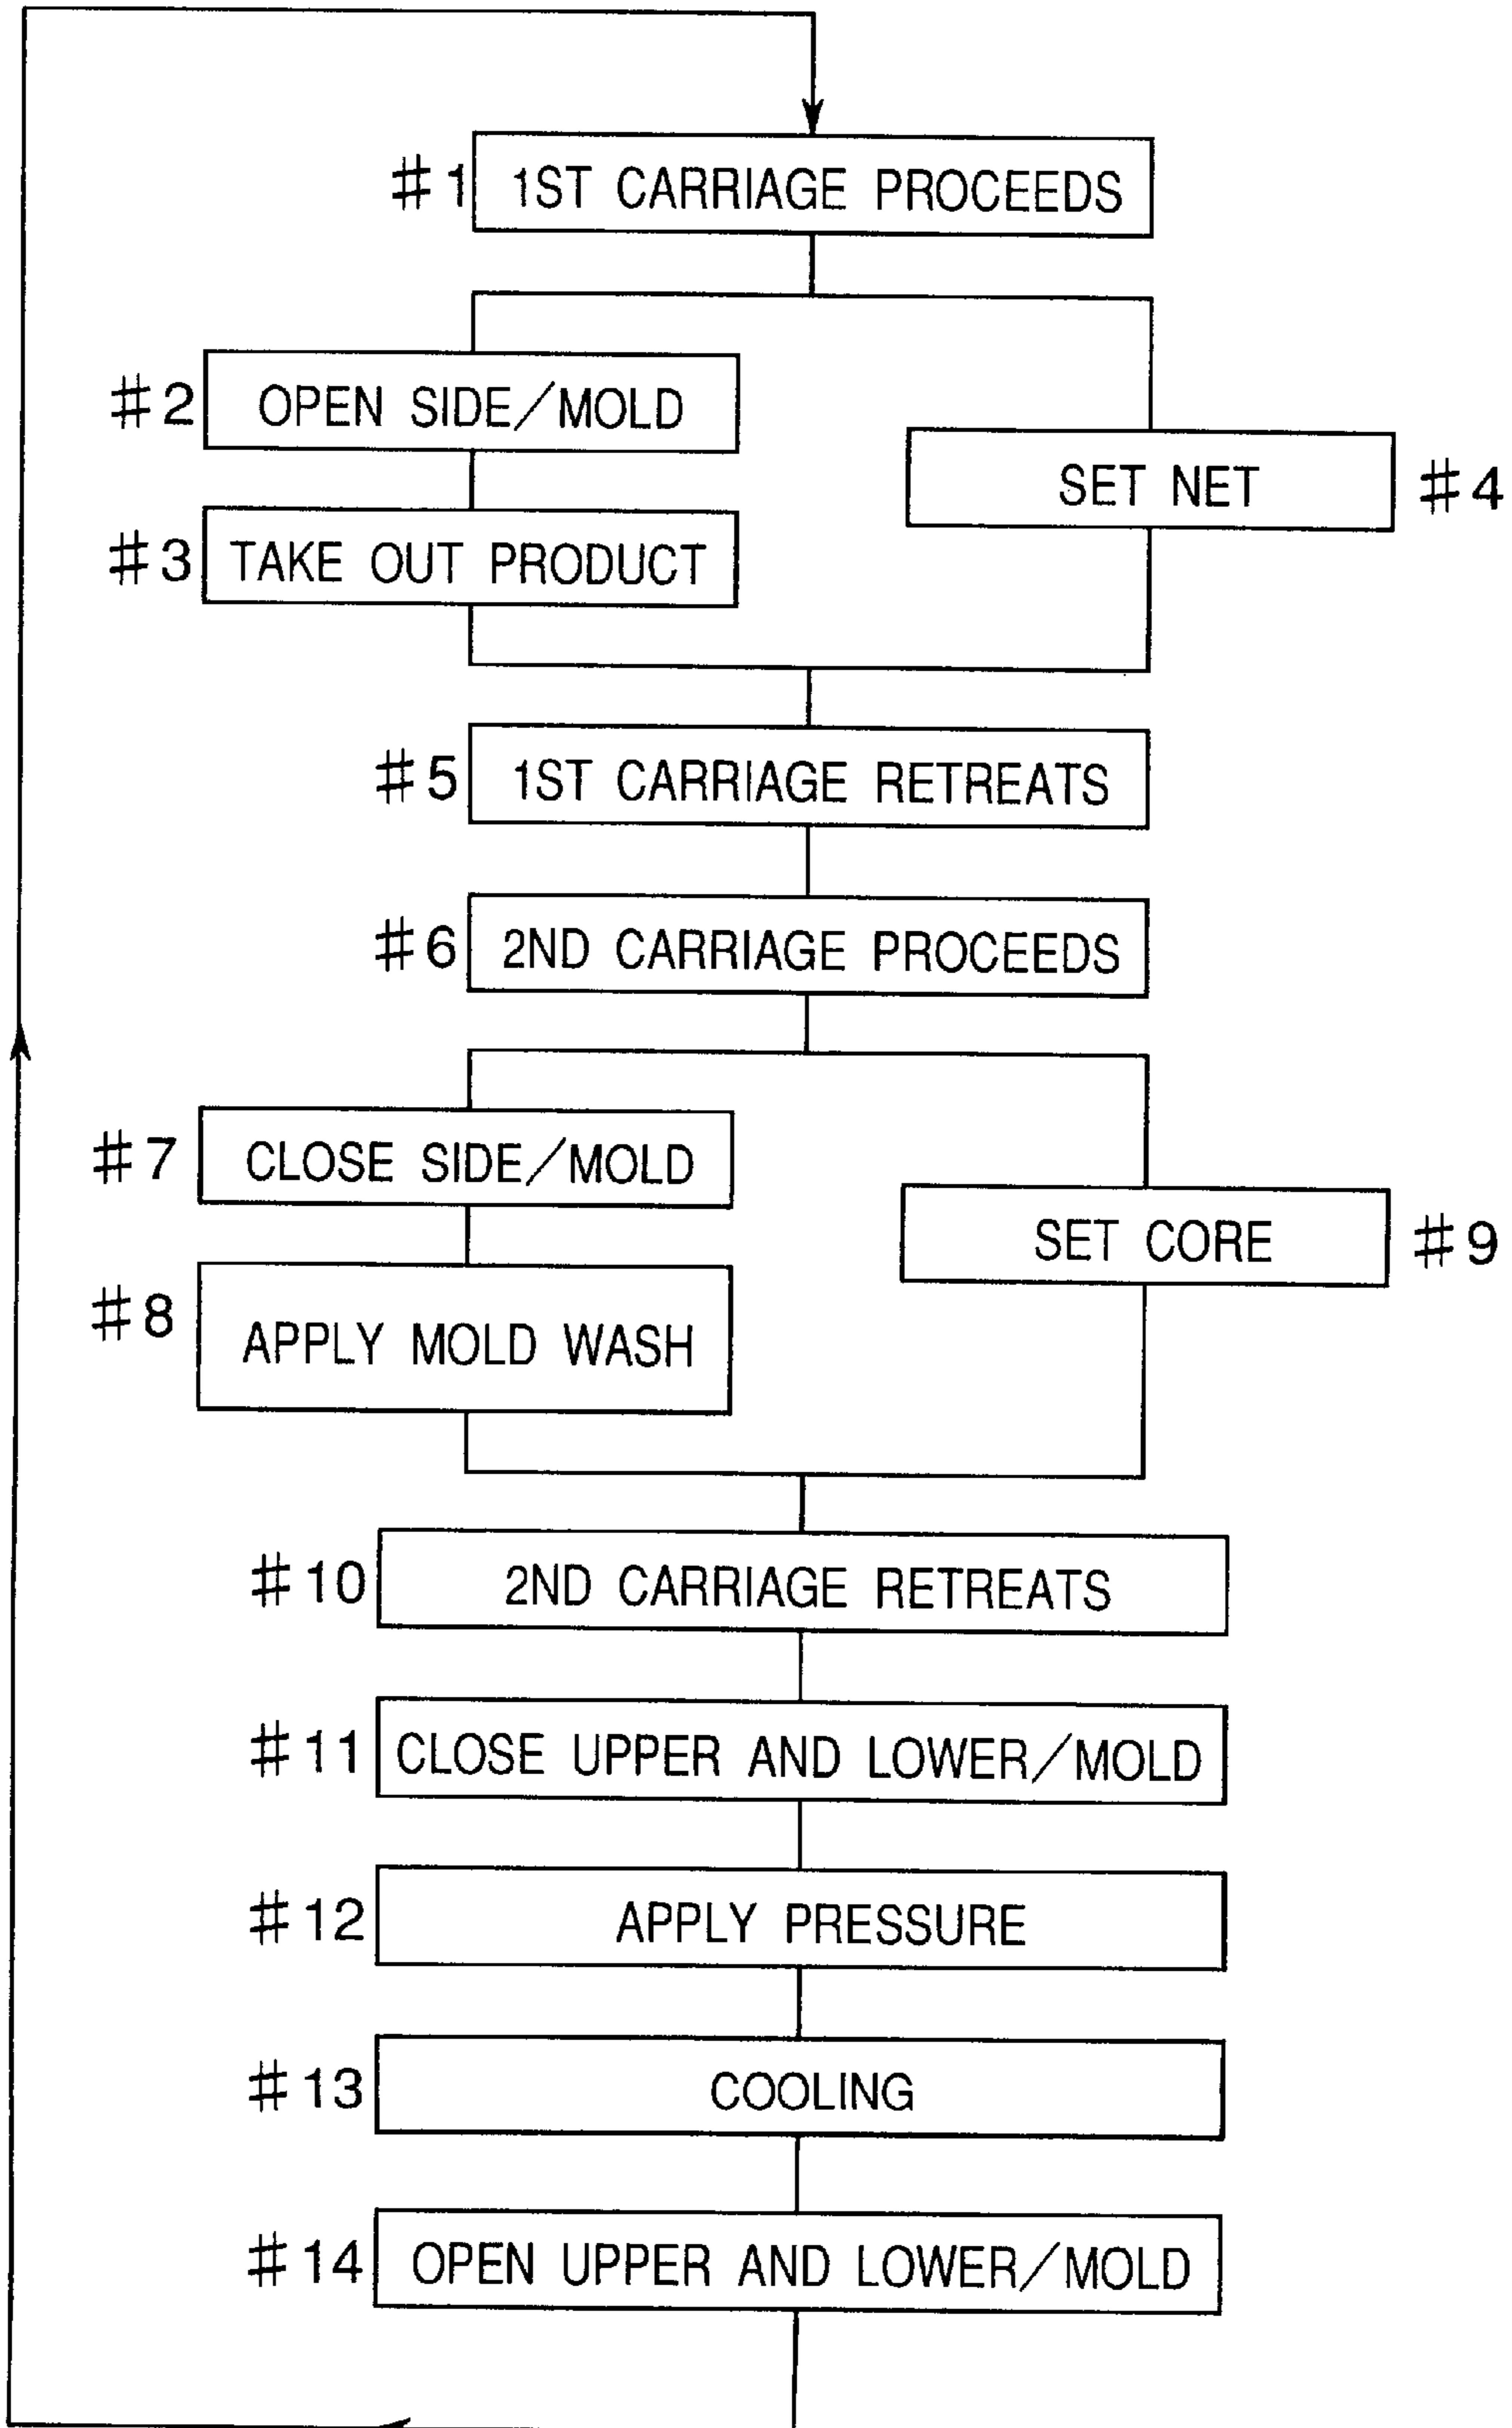 #1 1ST CARRIAGE PROCEEDS
#2 OPEN SIDE/MOLD
SET NET #4
#3 TAKE OUT PRODUCT
#5 1ST CARRIAGE RETREATS
#6 2ND CARRIAGE PROCEEDS
#7 CLOSE SIDE/MOLD
SET CORE #9
#8 APPLY MOLD WASH
#10 2ND CARRIAGE RETREATS
#11 CLOSE UPPER AND LOWER/MOLD
#12 APPLY PRESSURE
#13 COOLING
#14 OPEN UPPER AND LOWER/MOLD